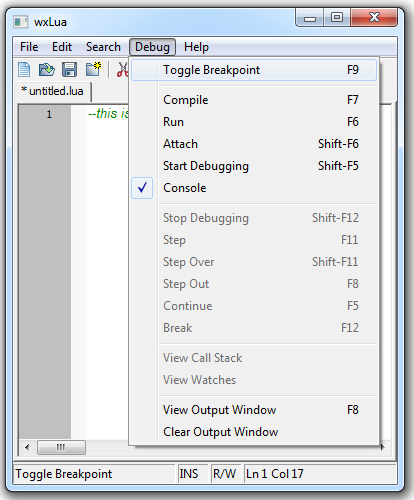 wxLua
File Edit Search Debug Help
* untitled.lua
1 --this is
Toggle Breakpoint F9
Compile F7
Run F6
Attach Shift-F6
Start Debugging Shift-F5
Console
Stop Debugging Shift-F12
Step F11
Step Over Shift-F11
Step Out F8
Continue F5
Break F12
View Call Stack
View Watches
View Output Window F8
Clear Output Window
Toggle Breakpoint INS R/W Ln 1 Col 17